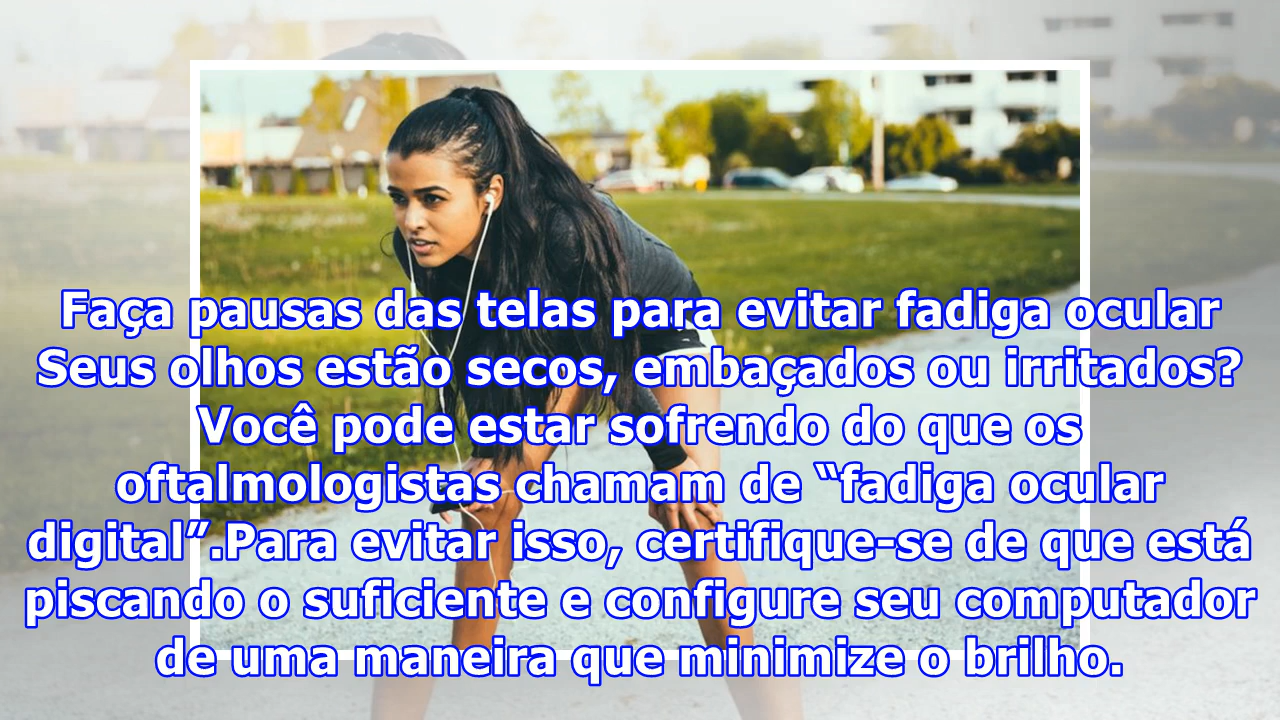 Faça pausas das telas para evitar fadiga ocular
Seus olhos estão secos, embaçados ou irritados?
Você pode estar sofrendo do que os
oftalmologistas chamam de “fadiga ocular
digital”.Para evitar isso, certifique-se de que está
piscando o suficiente e configure seu computador
de uma maneira que minimize o brilho.